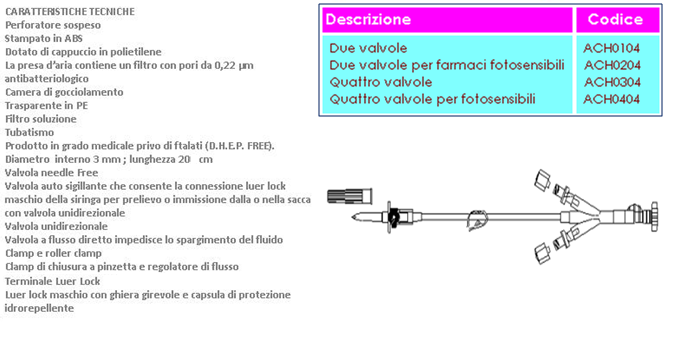 CARATTERISTICHE TECNICHE
Perforatore sospeso
Stampato in ABS
Dotato di cappuccio in polietilene
La presa d'aria contiene un filtro con pori da 0,22 µm
antibatteriologico
Camera di gocciolamento
Trasparente in PE
Filtro soluzione
Tubatismo
Prodotto in grado medicale privo di ftalati (D.H.E.P. FREE).
Diametro interno 3 mm ; lunghezza 20 cm
Valvola needle Free
Valvola auto sigillante che consente la connessione luer lock
maschio della siringa per prelievo o immissione dalla o nella sacca
con valvola unidirezionale
Valvola unidirezionale
Valvola a flusso diretto impedisce lo spargimento del fluido
Clamp e roller clamp
Clamp di chiusura a pinzetta e regolatore di flusso
Terminale Luer Lock
Luer lock maschio con ghiera girevole e capsula di protezione
idrorepellente
Descrizione Codice
Due valvole ACH0104
Due valvole per farmaci fotosensibili ACH0204
Quattro valvole ACH0304
Quattro valvole per fotosensibili ACH0404